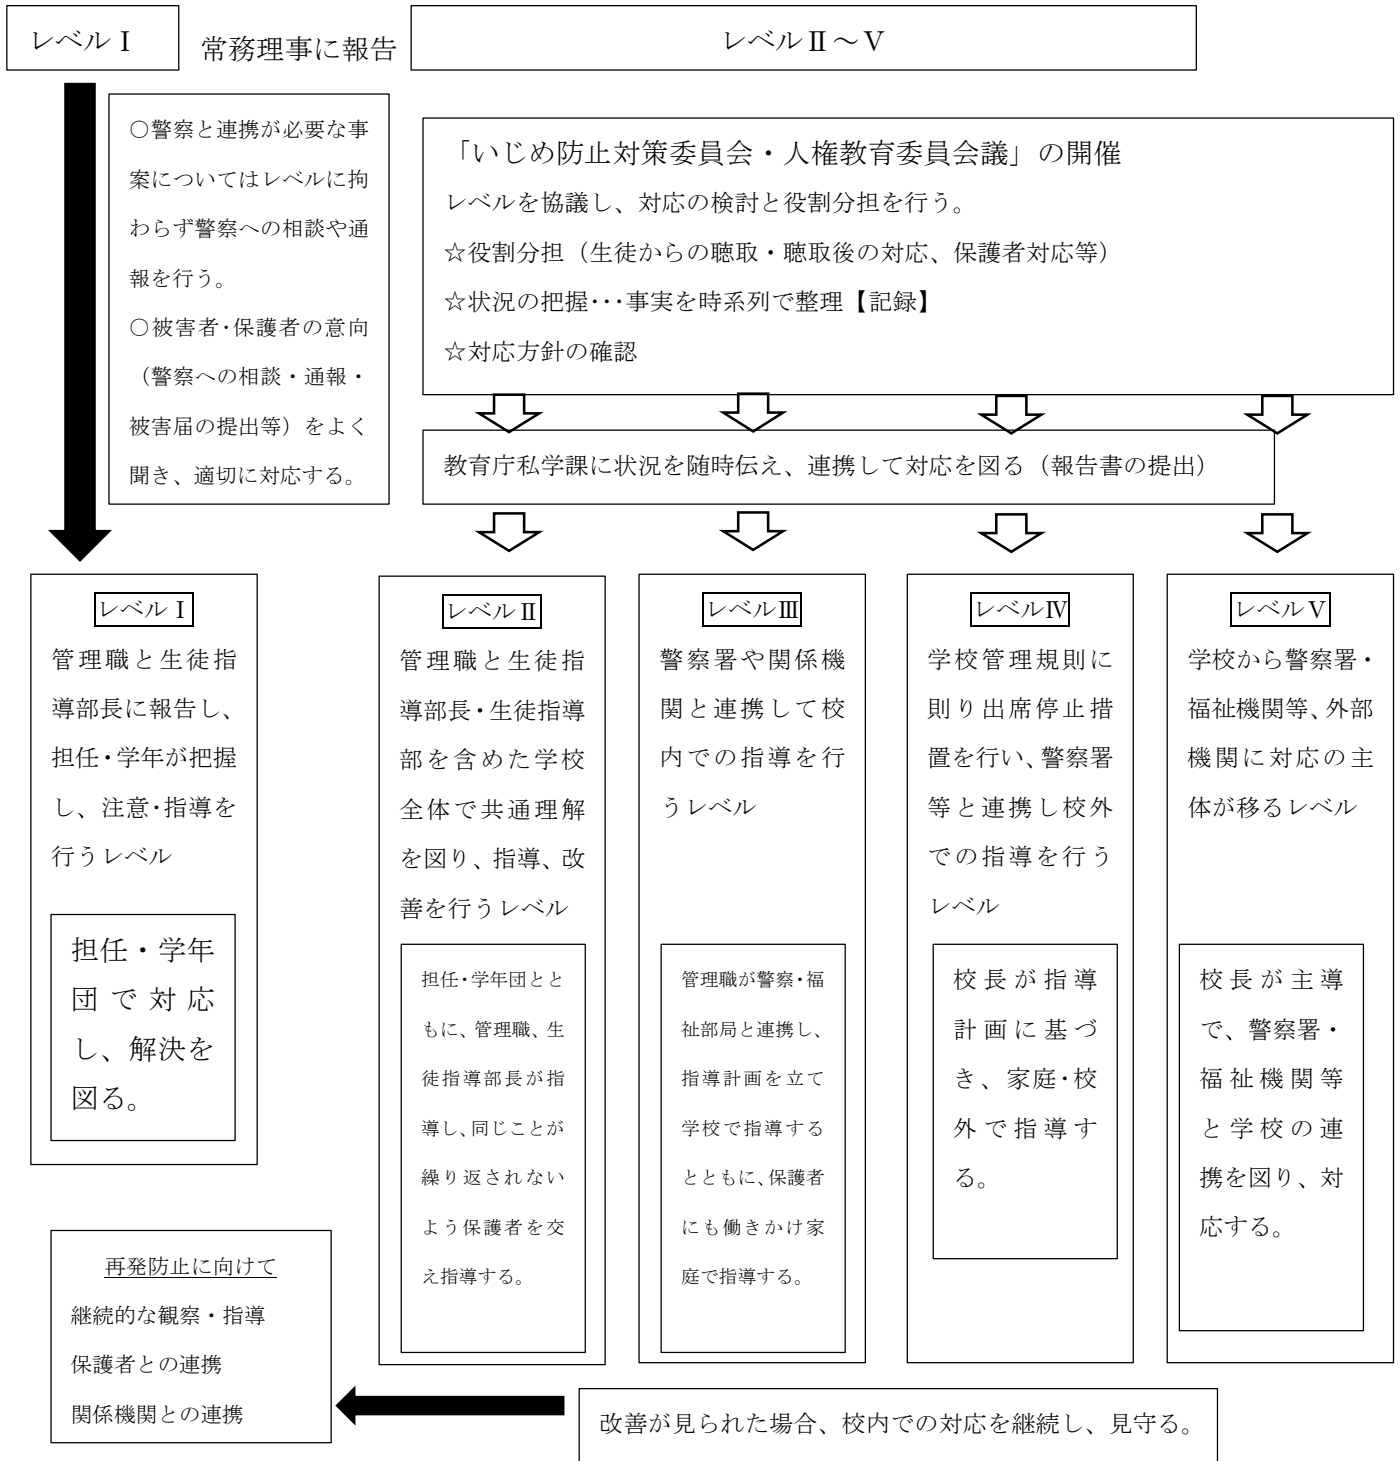 レベルⅠ
常務理事に報告
レベルⅡ～Ⅴ
○警察と連携が必要な事
案についてはレベルに拘
わらず警察への相談や通
報を行う。
○被害者・保護者の意向
（警察への相談・通報・
被害届の提出等）をよく
聞き、適切に対応する。
「いじめ防止対策委員会・人権教育委員会議」の開催
レベルを協議し、対応の検討と役割分担を行う。
☆役割分担（生徒からの聴取・聴取後の対応、保護者対応等）
☆状況の把握･･･事実を時系列で整理【記録】
☆対応方針の確認
教育庁私学課に状況を随時伝え、連携して対応を図る（報告書の提出）
レベルⅠ
管理職と生徒指
導部長に報告し、
担任・学年が把握
し、注意・指導を
行うレベル
担任・学年
団で対応
し、解決を
図る。
レベルⅡ
管理職と生徒指
導部長・生徒指導
部を含めた学校
全体で共通理解
を図り、指導、改
善を行うレベル
担任・学年団とと
もに、管理職、生
徒指導部長が指
導し、同じことが
繰り返されない
よう保護者を交
え指導する。
レベルⅢ
警察署や関係機
関と連携して校
内での指導を行
うレベル
管理職が警察・福
祉部局と連携し、
指導計画を立て
学校で指導する
とともに、保護者
にも働きかけ家
庭で指導する。
レベルⅣ
学校管理規則に
則り出席停止措
置を行い、警察署
等と連携し校外
での指導を行う
レベル
校長が指導
計画に基づ
き、家庭・校
外で指導す
る。
レベルⅤ
学校から警察署・
福祉機関等、外部
機関に対応の主
体が移るレベル
校長が主導
で、警察署・
福祉機関等
と学校の連
携を図り、対
応する。
再発防止に向けて
継続的な観察・指導
保護者との連携
関係機関との連携
改善が見られた場合、校内での対応を継続し、見守る。